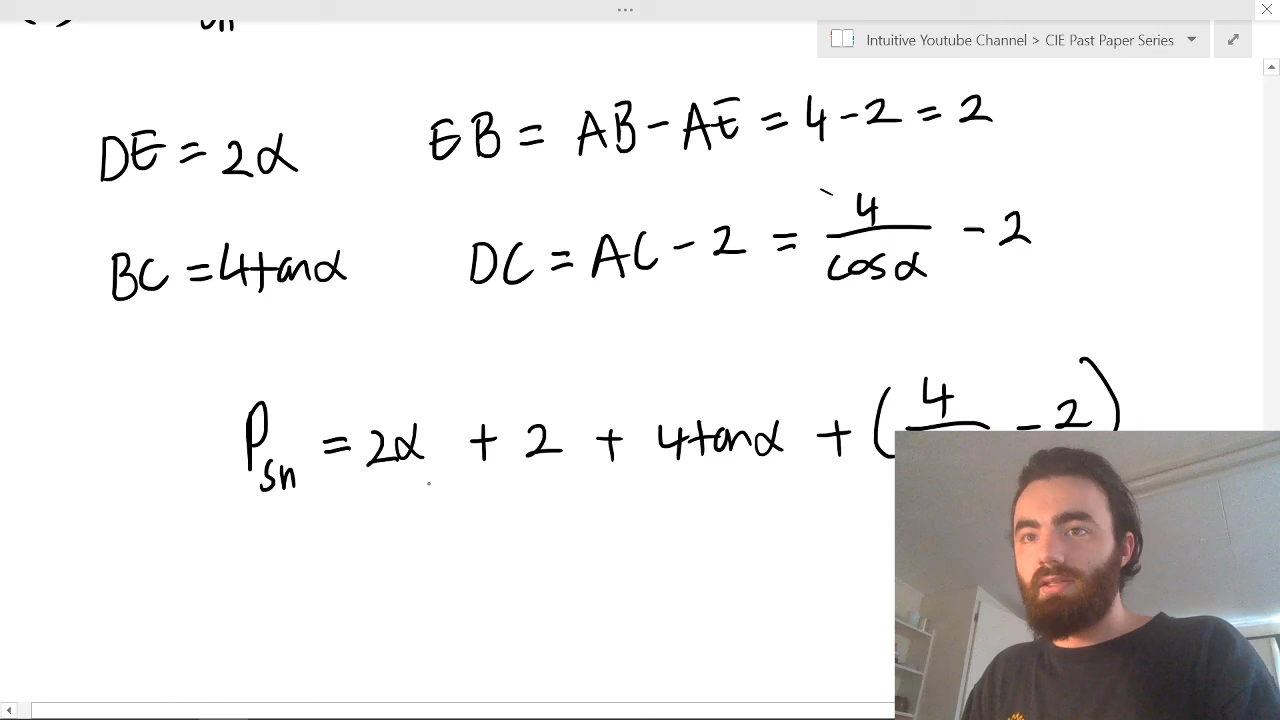 Intuitive Youtube Channel > CIE Past Paper Series
DE = 2α
EB = AB - AE = 4 - 2 = 2
BC = 4tanα
DC = AC - 2 = 4/cosα - 2
P_sh = 2α + 2 + 4tanα + (4 - 2)